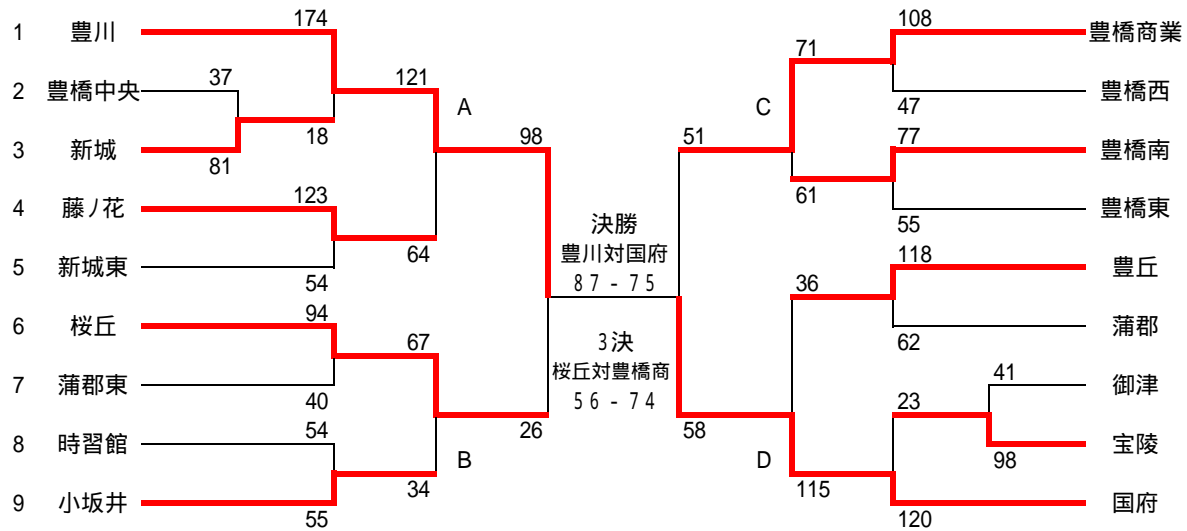 174
108
1 豊川
豊橋商業
71
37
121
2 豊橋中央
A
C
豊橋西
18
98
51
47
77
3 新城
豊橋南
81
123
61
4 藤ノ花
決勝
豊橋東
豊川対国府
64
55
118
5 新城東
87-75
豊丘
54
36
94
6 桜丘
3決
蒲郡
67
62
桜丘対豊橋商
41
7 蒲郡東
56-74
御津
40
23
54
26
58
8 時習館
B
D
宝陵
98
34
115
9 小坂井
国府
55
120